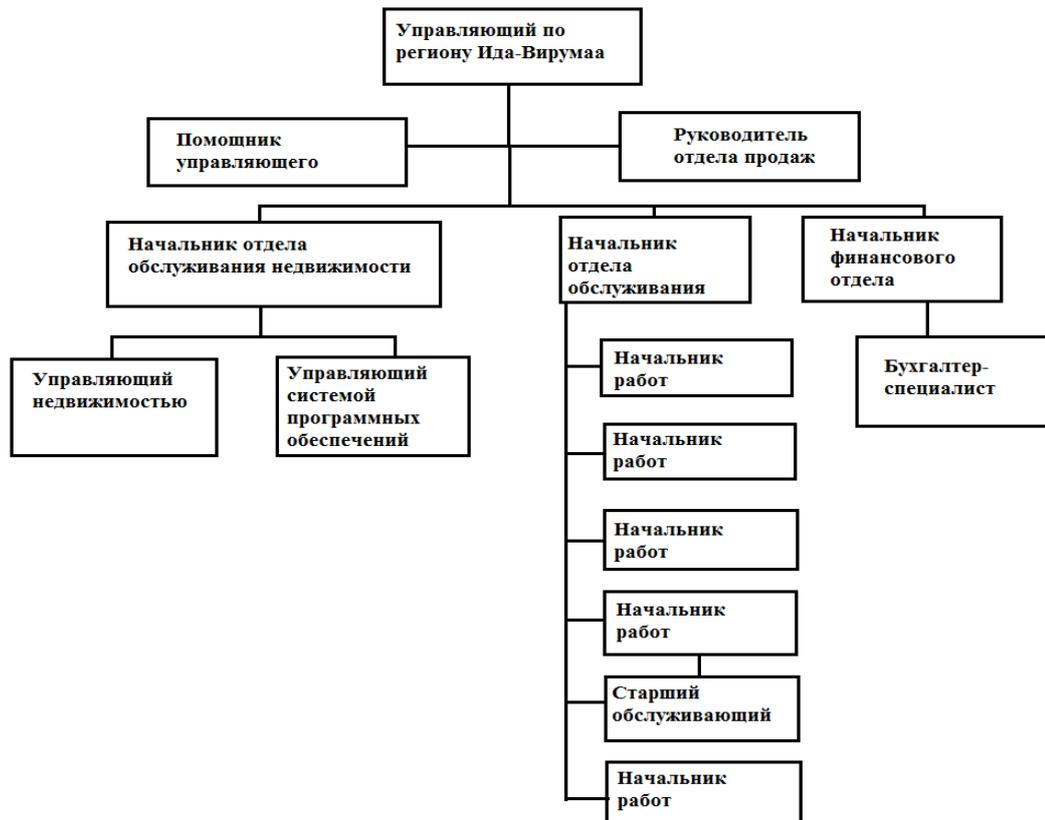 Управляющий по
региону Ида-Вирумаа
Помощник
управляющего
Руководитель
отдела продаж
Начальник отдела
обслуживания недвижимости
Начальник
отдела
обслуживания
Начальник
финансового
отдела
Управляющий
недвижимостью
Управляющий
системой
программных
обеспечений
Начальник
работ
Бухгалтер-
специалист
Начальник
работ
Начальник
работ
Начальник
работ
Старший
обслуживающий
Начальник
работ